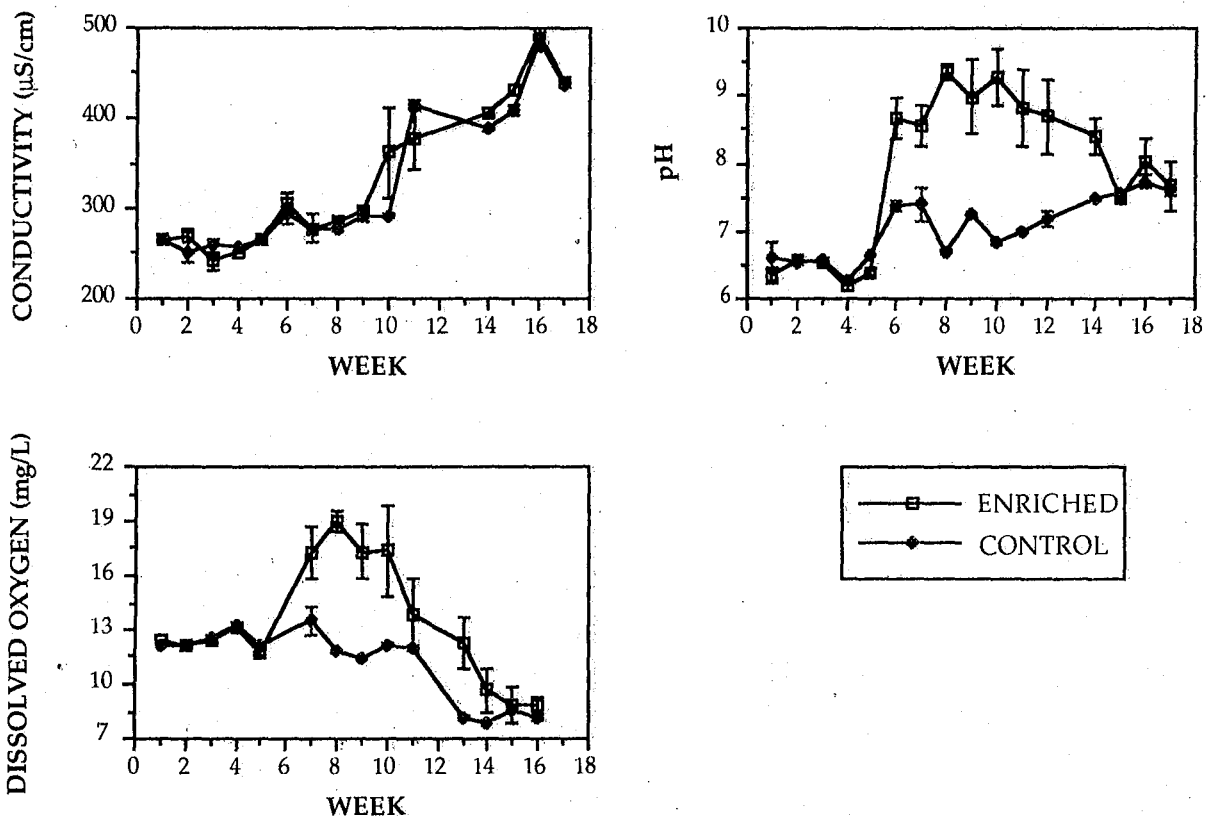 CONDUCTIVITY (µS/cm)
500
400
300
200
0 2 4 6 8 10 12 14 16 18
WEEK
pH
10
9
8
7
6
0 2 4 6 8 10 12 14 16 18
WEEK
DISSOLVED OXYGEN (mg/L)
22
19
16
13
10
7
0 2 4 6 8 10 12 14 16 18
WEEK
ENRICHED
CONTROL